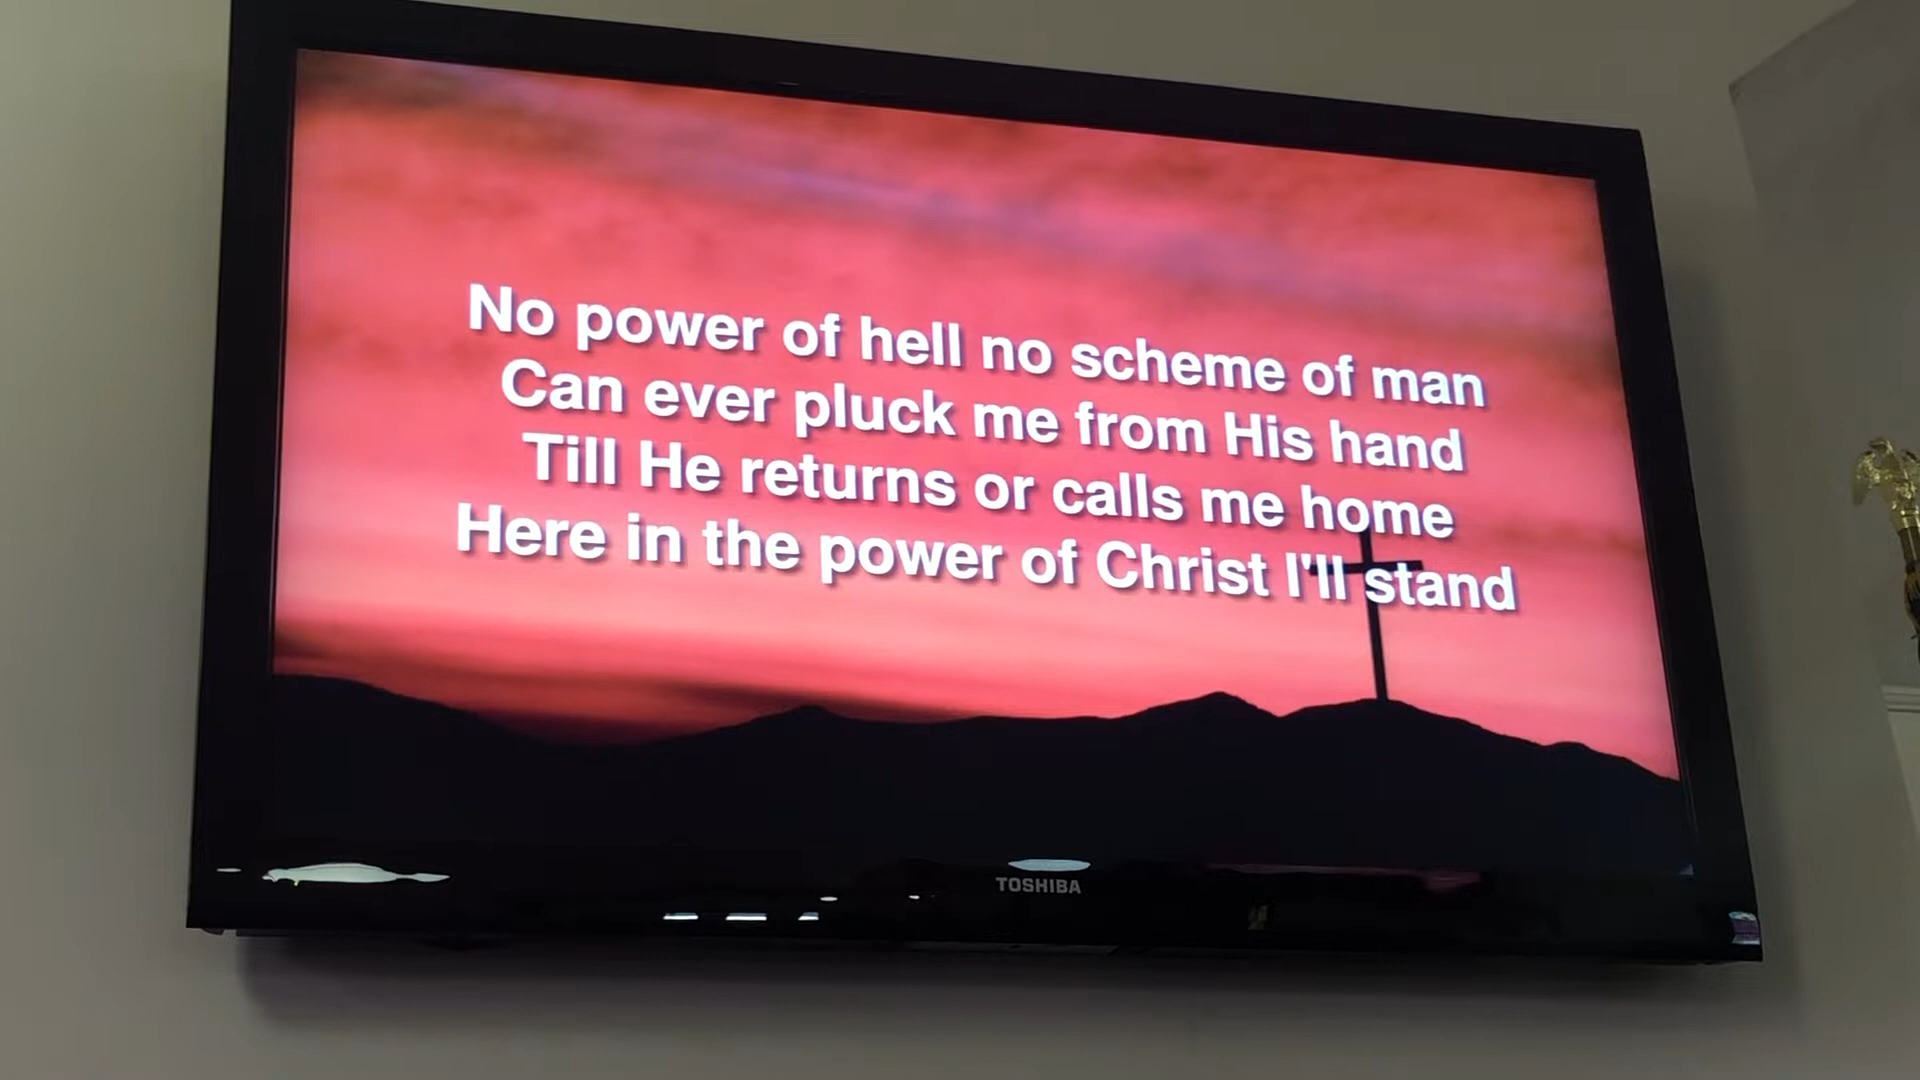 No power of hell no scheme of man
Can ever pluck me from His hand
Till He returns or calls me home
Here in the power of Christ I'll stand
TOSHIBA